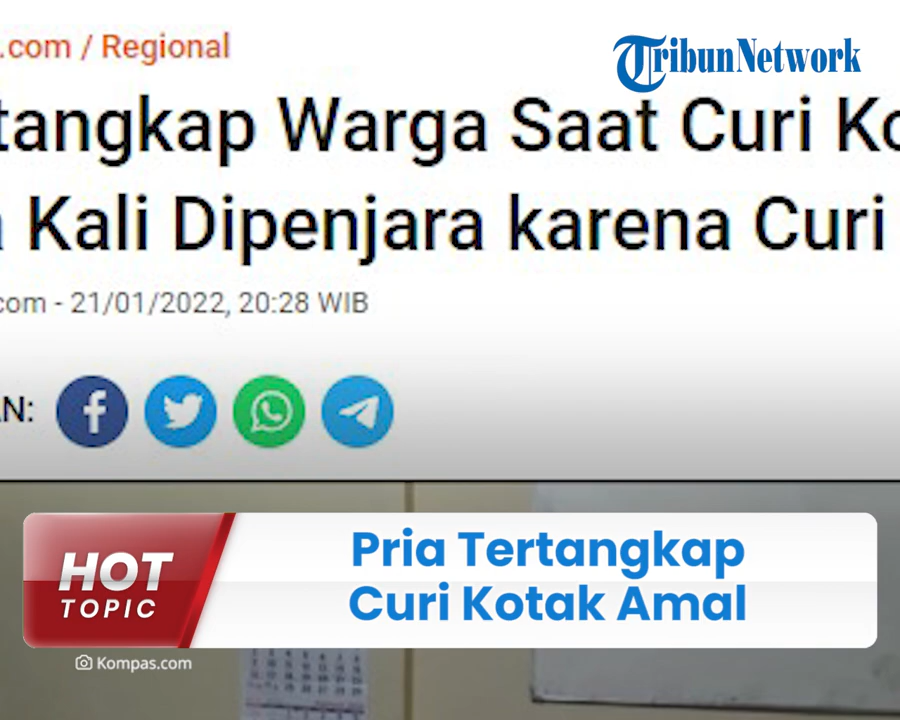 .com / Regional
TribunNetwork
tangkap Warga Saat Curi Ko
a Kali Dipenjara karena Curi
com - 21/01/2022, 20:28 WIB
AN:
HOT
TOPIC
Pria Tertangkap
Curi Kotak Amal
Kompas.com